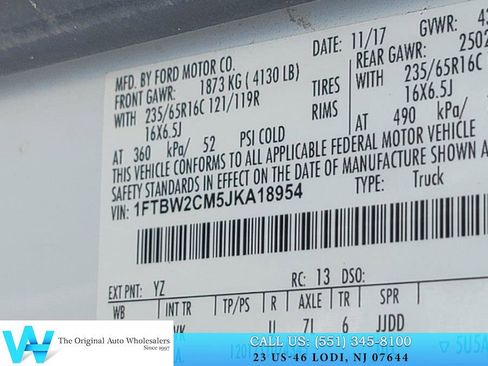 MFD. BY FORD MOTOR CO.
DATE: 11/17
GVWR:
FRONT GAWR: 1873 KG ( 4130 LB)
REAR GAWR:
WITH 235/65R16C 121/119R TIRES
WITH 235/65R16C
16X6.5J RIMS
16X6.5J
AT 360 kPa/ 52 PSI COLD
AT 490 kPa/
THIS VEHICLE CONFORMS TO ALL APPLICABLE FEDERAL MOTOR VEHICLE
SAFETY STANDARDS IN EFFECT ON THE DATE OF MANUFACTURE SHOWN
VIN: 1FTBW2CM5JKA18954
TYPE: Truck
EXT PNT: YZ
RC: 13 DSO:
WB INT TR TP/PS R AXLE TR SPR
6 JJDD
The Original Auto Wholesalers
Since 1997
CALL US: (551) 345-8100
23 US-46 LODI, NJ 07644